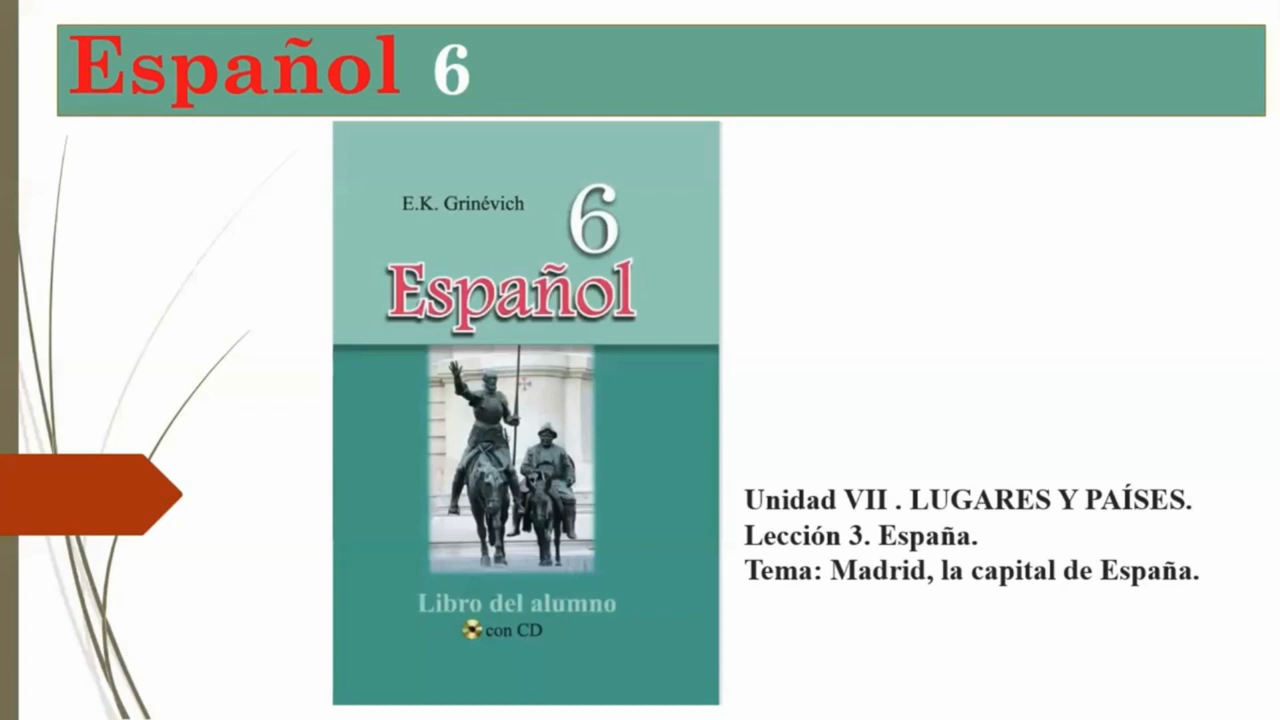 Español 6
E.K. Grinévich
6
Español
Libro del alumno
con CD
Unidad VII . LUGARES Y PAÍSES.
Lección 3. España.
Tema: Madrid, la capital de España.